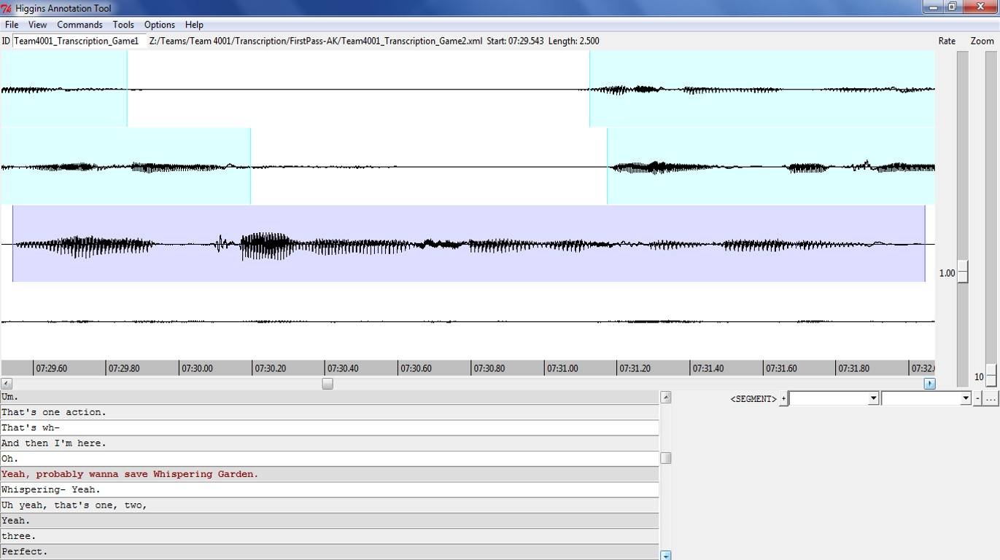 Higgins Annotation Tool
File View Commands Tools Options Help
ID Team4001_Transcription_Game1 Z:/Teams/Team 4001/Transcription/FirstPass-AK/Team4001_Transcription_Game2.xml Start: 07:29.543 Length: 2.500 Rate Zoom
1.00
07:29.60 07:29.80 07:30.00 07:30.20 07:30.40 07:30.60 07:30.80 07:31.00 07:31.20 07:31.40 07:31.60 07:31.80 07:32.0
10
Um.
<SEGMENT> + - ...
That's one action.
That's wh-
And then I'm here.
Oh.
Yeah, probably wanna save Whispering Garden.
Whispering- Yeah.
Uh yeah, that's one, two,
Yeah.
three.
Perfect.